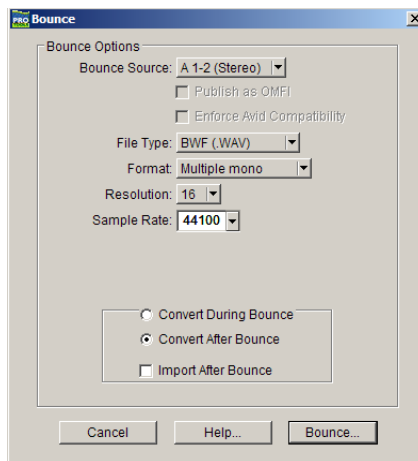 PRO Bounce
Bounce Options
Bounce Source: A 1-2 (Stereo)
Publish as OMFI
Enforce Avid Compatibility
File Type: BWF (.WAV)
Format: Multiple mono
Resolution: 16
Sample Rate: 44100
Convert During Bounce
Convert After Bounce
Import After Bounce
Cancel Help... Bounce...